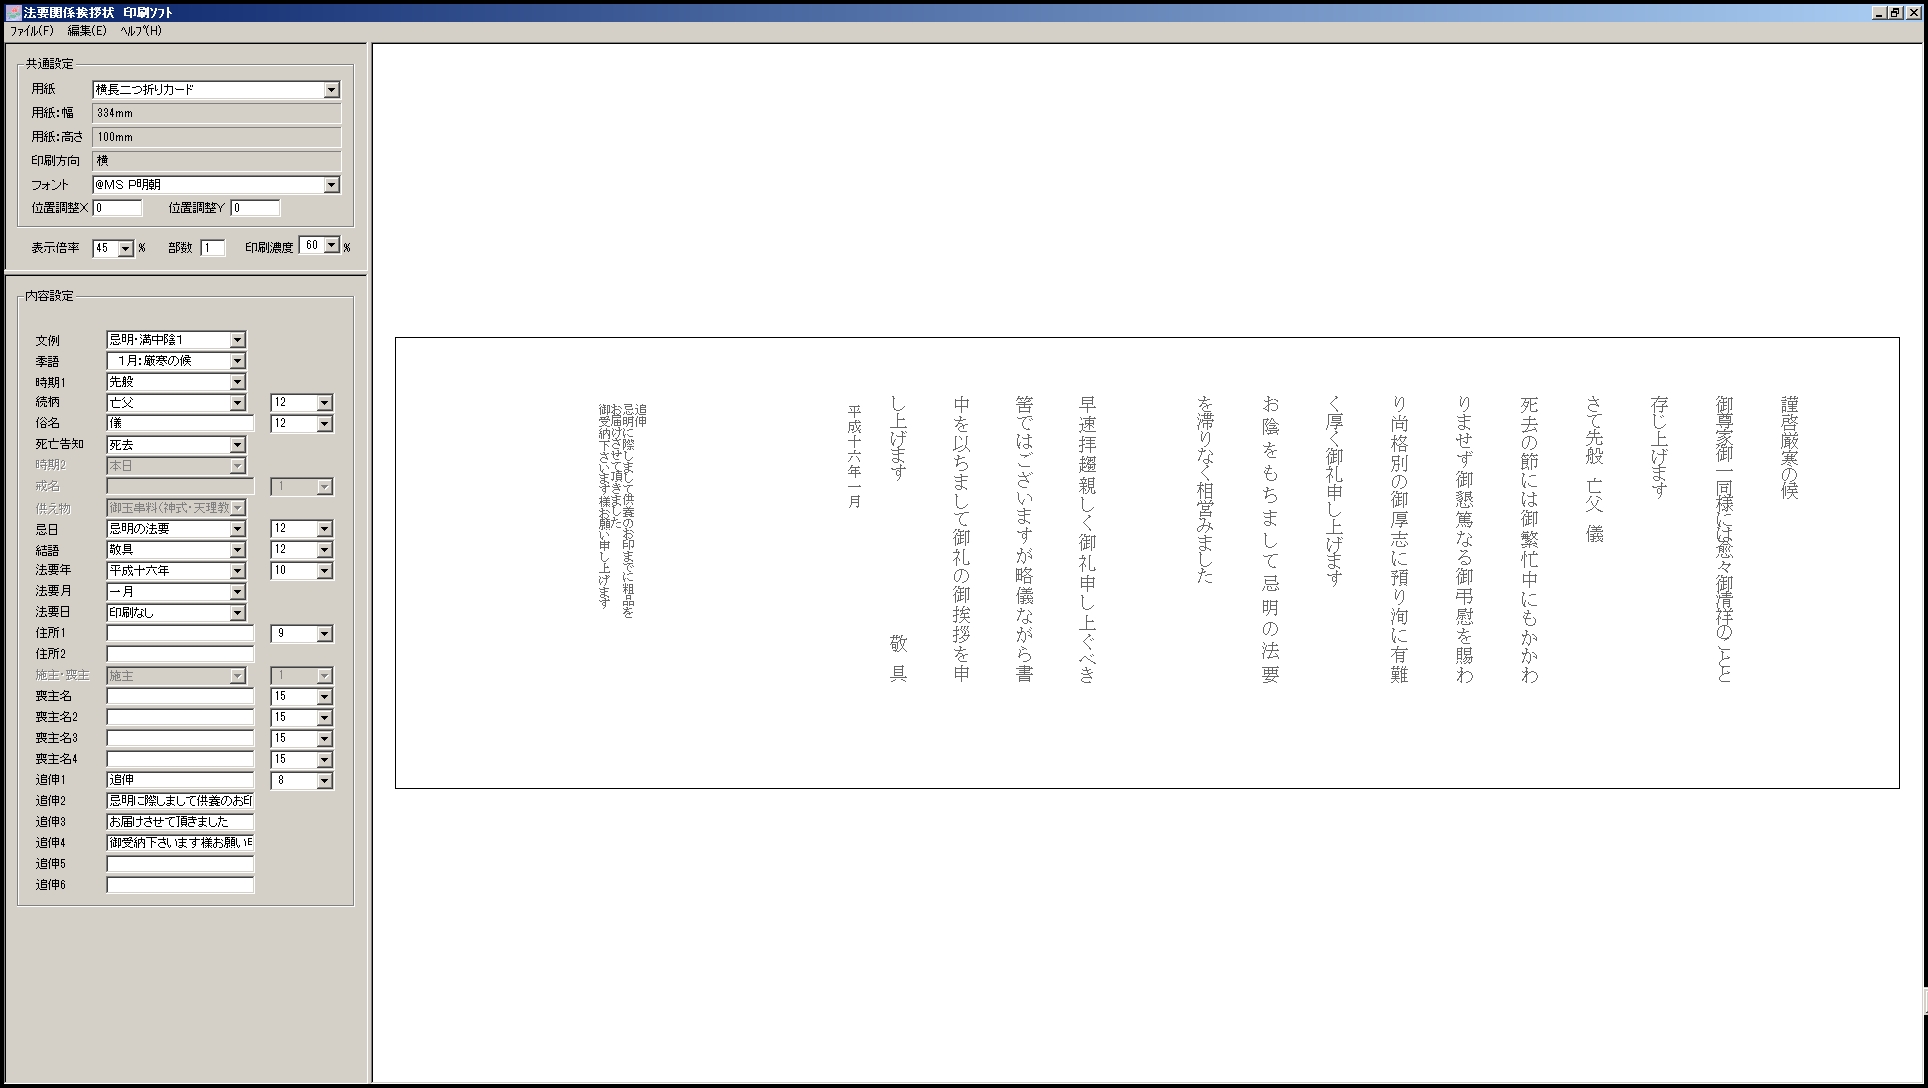 法要関係挨拶状 印刷ソフト
ファイル(F) 編集(E) ヘルプ(H)
共通設定
用紙 横長二つ折りカード
用紙:幅 334mm
用紙:高さ 100mm
印刷方向 横
フォント @MS P明朝
位置調整X 0 位置調整Y 0
表示倍率 45 % 部数 1 印刷濃度 60 %
内容設定
文例 忌明・満中陰1
季語 1月:厳寒の候
時期1 先般
続柄 亡父 12
俗名 儀 12
死亡告知 死去
時期2 本日
戒名 1
供え物 御玉串料(神式・天理教
忌日 忌明の法要 12
結語 敬具 12
法要年 平成十六年 10
法要月 一月
法要日 印刷なし
住所1 9
住所2
施主・喪主 施主 1
喪主名 15
喪主名2 15
喪主名3 15
喪主名4 15
追伸1 追伸 8
追伸2 忌明に際しまして供養のお印
追伸3 お届けさせて頂きました
追伸4 御受納下さいます様お願い
追伸5
追伸6
謹啓厳寒の候
御尊家御一同様には愈々御清祥のことと
存じ上げます
さて先般 亡父 儀
死去の節には御繁忙中にもかかわ
りませず御懇篤なる御弔慰を賜わ
り尚格別の御厚志に預り洵に有難
く厚く御礼申し上げます
お陰をもちまして忌明の法要
を滞りなく相営みました
早速拝趨親しく御礼申し上ぐべき
筈ではございますが略儀ながら書
中を以ちまして御礼の御挨拶を申
し上げます 敬具
平成十六年一月
追伸
忌明に際しまして供養のお印までに粗品を
お届けさせて頂きました
御受納下さいます様お願い申し上げます